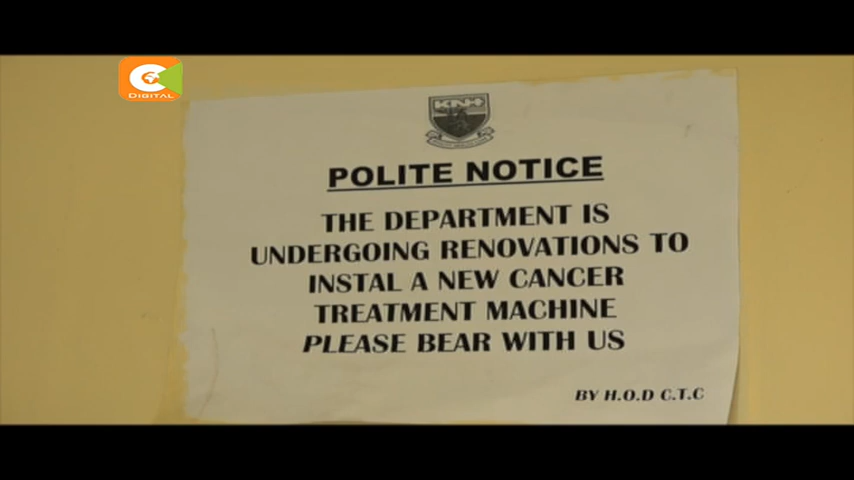 C
DIGITAL
KNH
POLITE NOTICE
THE DEPARTMENT IS
UNDERGOING RENOVATIONS TO
INSTAL A NEW CANCER
TREATMENT MACHINE
PLEASE BEAR WITH US
BY H.O.D C.T.C